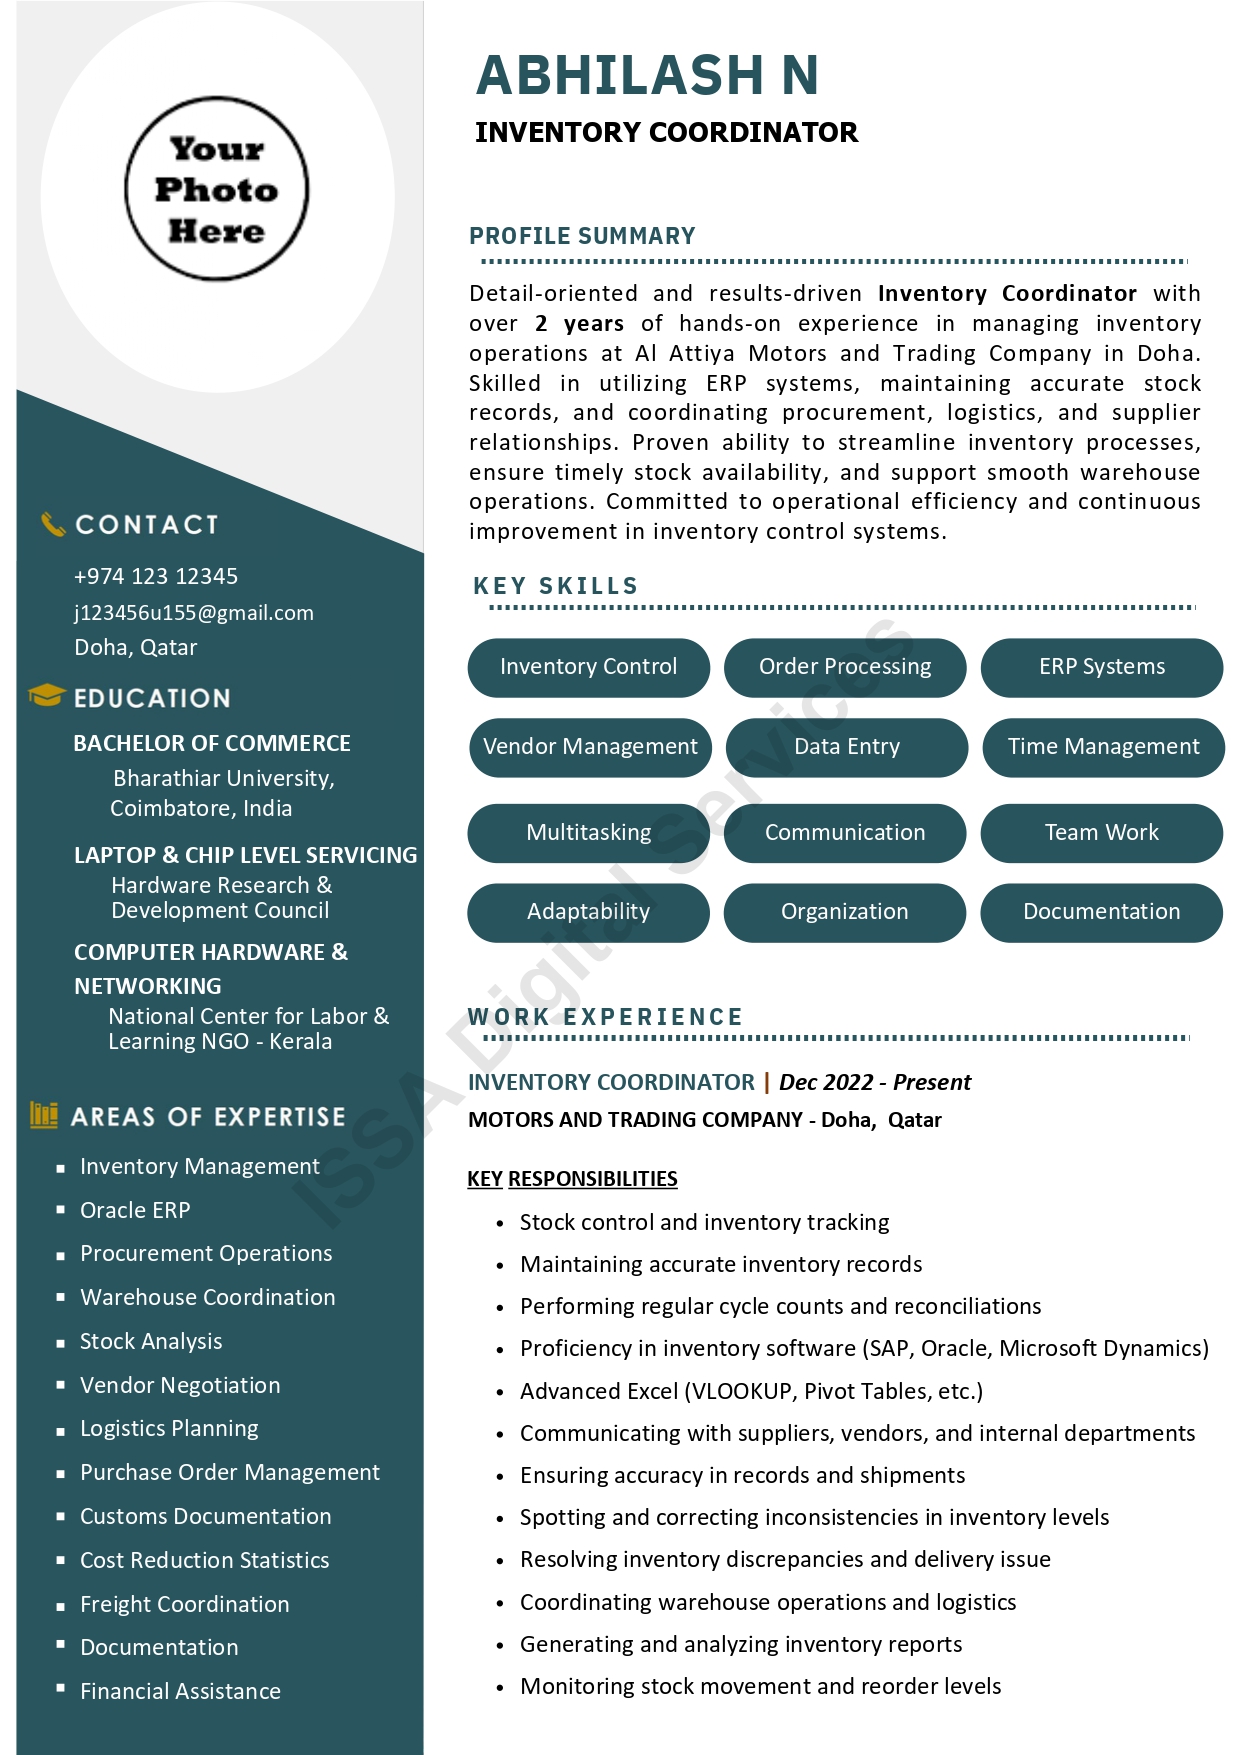 Your
Photo
Here
CONTACT
+974 123 12345
j123456u155@gmail.com
Doha, Qatar
EDUCATION
BACHELOR OF COMMERCE
Bharathiar University,
Coimbatore, India
LAPTOP & CHIP LEVEL SERVICING
Hardware Research &
Development Council
COMPUTER HARDWARE &
NETWORKING
National Center for Labor &
Learning NGO - Kerala
AREAS OF EXPERTISE
▪ Inventory Management
▪ Oracle ERP
▪ Procurement Operations
▪ Warehouse Coordination
▪ Stock Analysis
▪ Vendor Negotiation
▪ Logistics Planning
▪ Purchase Order Management
▪ Customs Documentation
▪ Cost Reduction Statistics
▪ Freight Coordination
▪ Documentation
▪ Financial Assistance
ABHILASH N
INVENTORY COORDINATOR
PROFILE SUMMARY
Detail-oriented and results-driven Inventory Coordinator with
over 2 years of hands-on experience in managing inventory
operations at Al Attiya Motors and Trading Company in Doha.
Skilled in utilizing ERP systems, maintaining accurate stock
records, and coordinating procurement, logistics, and supplier
relationships. Proven ability to streamline inventory processes,
ensure timely stock availability, and support smooth warehouse
operations. Committed to operational efficiency and continuous
improvement in inventory control systems.
KEY SKILLS
Inventory Control Order Processing ERP Systems
Vendor Management Data Entry Time Management
Multitasking Communication Team Work
Adaptability Organization Documentation
WORK EXPERIENCE
INVENTORY COORDINATOR | Dec 2022 - Present
MOTORS AND TRADING COMPANY - Doha, Qatar
KEY RESPONSIBILITIES
• Stock control and inventory tracking
• Maintaining accurate inventory records
• Performing regular cycle counts and reconciliations
• Proficiency in inventory software (SAP, Oracle, Microsoft Dynamics)
• Advanced Excel (VLOOKUP, Pivot Tables, etc.)
• Communicating with suppliers, vendors, and internal departments
• Ensuring accuracy in records and shipments
• Spotting and correcting inconsistencies in inventory levels
• Resolving inventory discrepancies and delivery issue
• Coordinating warehouse operations and logistics
• Generating and analyzing inventory reports
• Monitoring stock movement and reorder levels
ISSA Digital Services